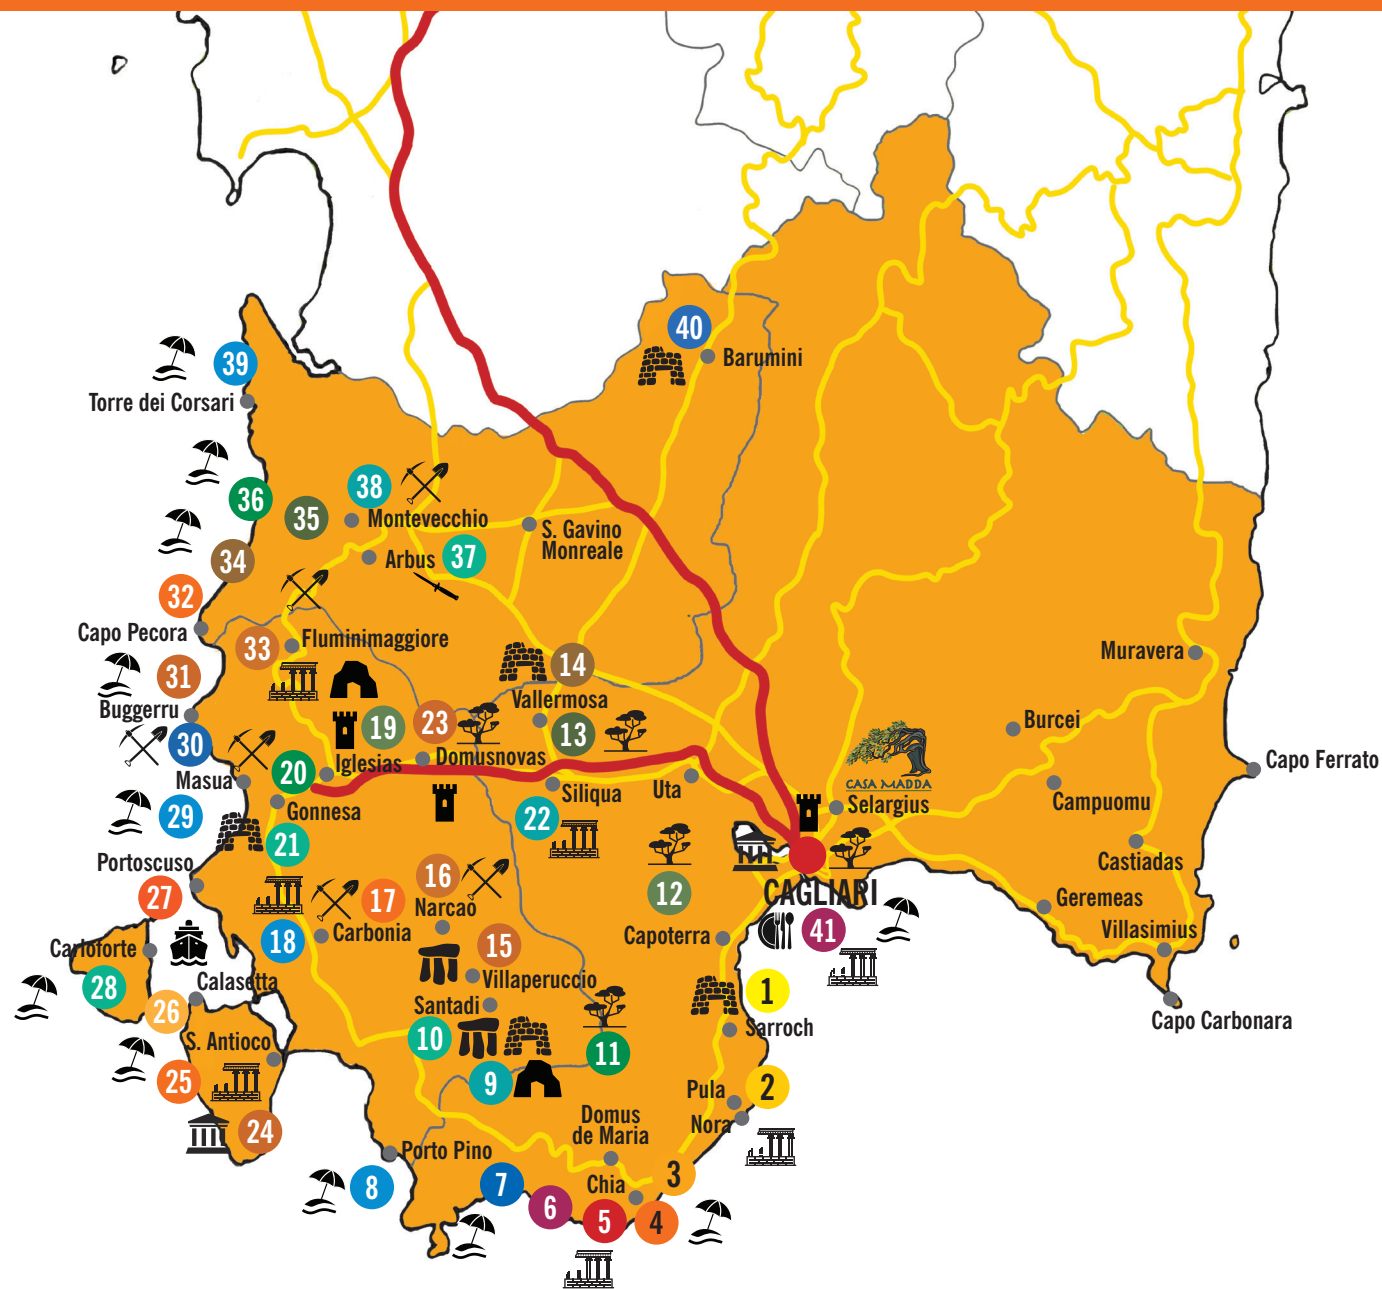 40
Barumini
39
Torre dei Corsari
38
36
35
Montevecchio
S. Gavino
Monreale
34
Arbus
37
32
Capo Pecora
33
Fluminimaggiore
Muravera
14
31
Vallermosa
Buggerru
19
23
13
Burcei
30
Iglesias
Domusnovas
Capo Ferrato
20
Masua
CASA MADDA
Siliqua
Uta
Selargius
Campuomu
Gonnesa
29
22
21
Portoscuso
Castiadas
16
12
CAGLIARI
27
17
Narcao
Geremeas
Carbonia
Capoterra
41
Villasimius
18
Carloforte
15
Villaperuccio
Calasetta
28
1
26
Santadi
Capo Carbonara
Sarroch
S. Antioco
10
11
25
9
Pula
2
Domus
de Maria
Nora
24
Porto Pino
8
7
Chia
3
6
5
4